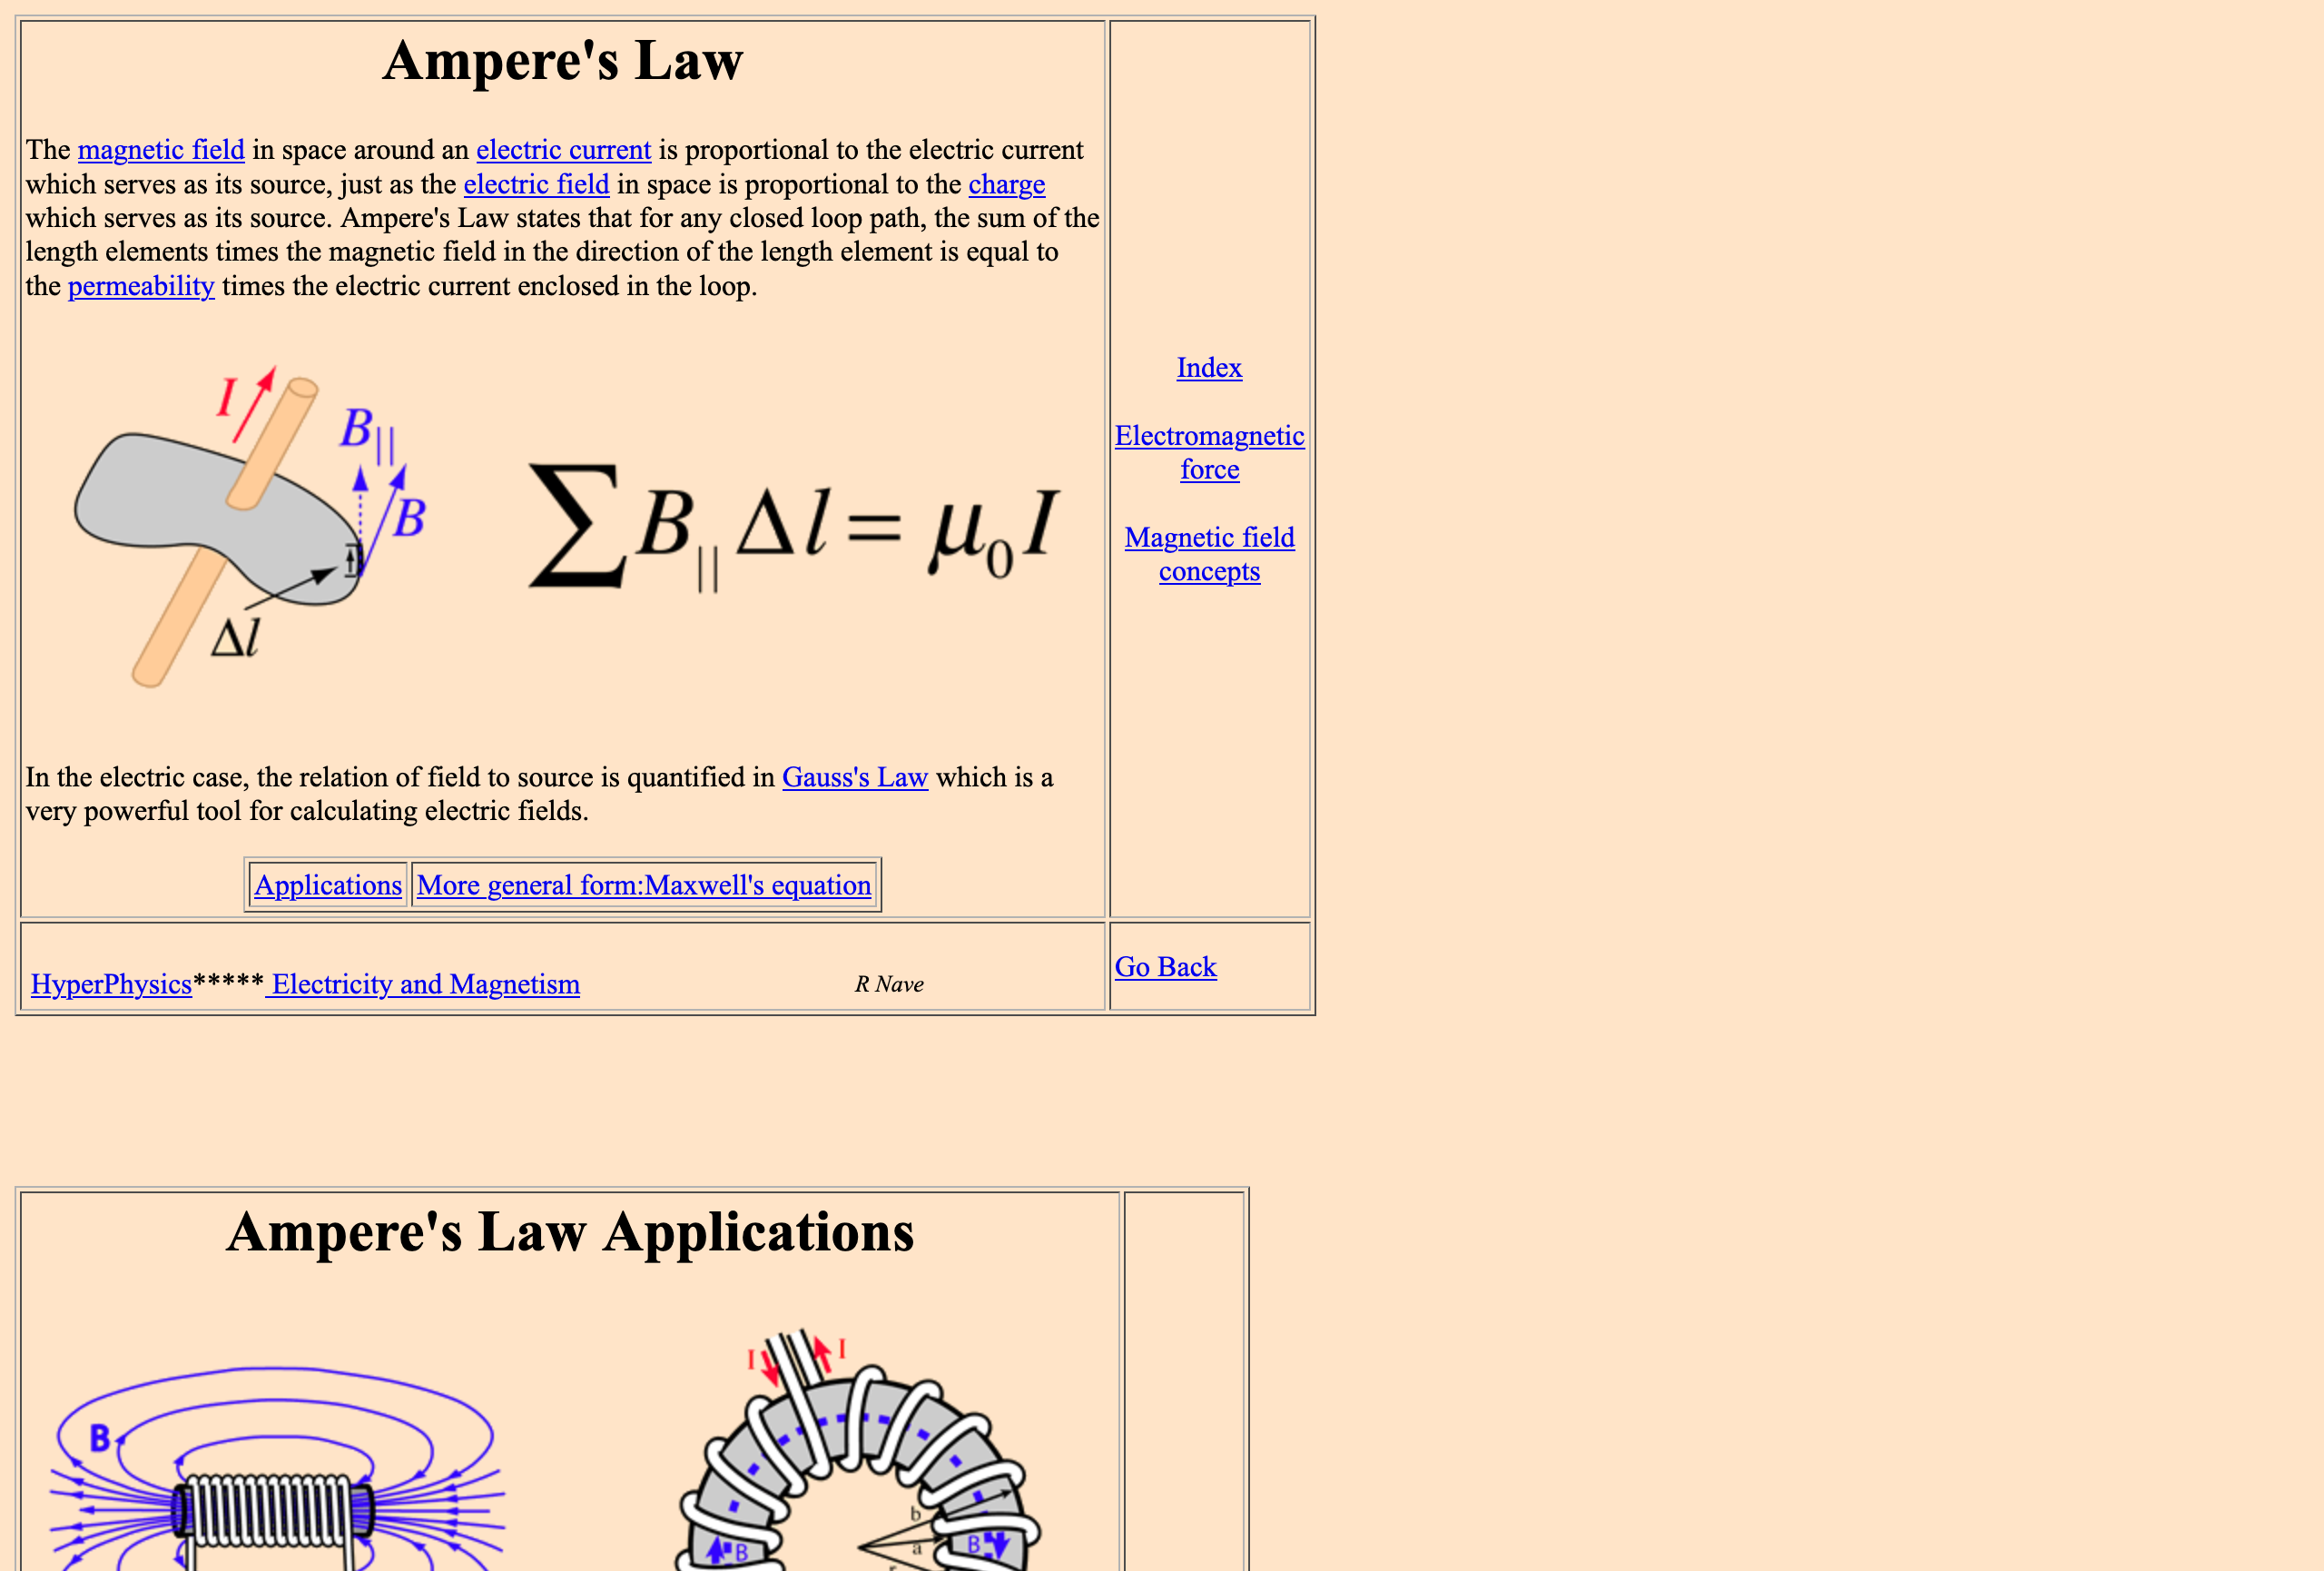 Ampere's Law
The magnetic field in space around an electric current is proportional to the electric current
which serves as its source, just as the electric field in space is proportional to the charge
which serves as its source. Ampere's Law states that for any closed loop path, the sum of the
length elements times the magnetic field in the direction of the length element is equal to
the permeability times the electric current enclosed in the loop.
I
B||
B
Δl
∑B||Δl = μ0I
In the electric case, the relation of field to source is quantified in Gauss's Law which is a
very powerful tool for calculating electric fields.
Applications More general form:Maxwell's equation
Index
Electromagnetic
force
Magnetic field
concepts
HyperPhysics***** Electricity and Magnetism R Nave
Go Back
Ampere's Law Applications
B
I I
b
a
r
B
B